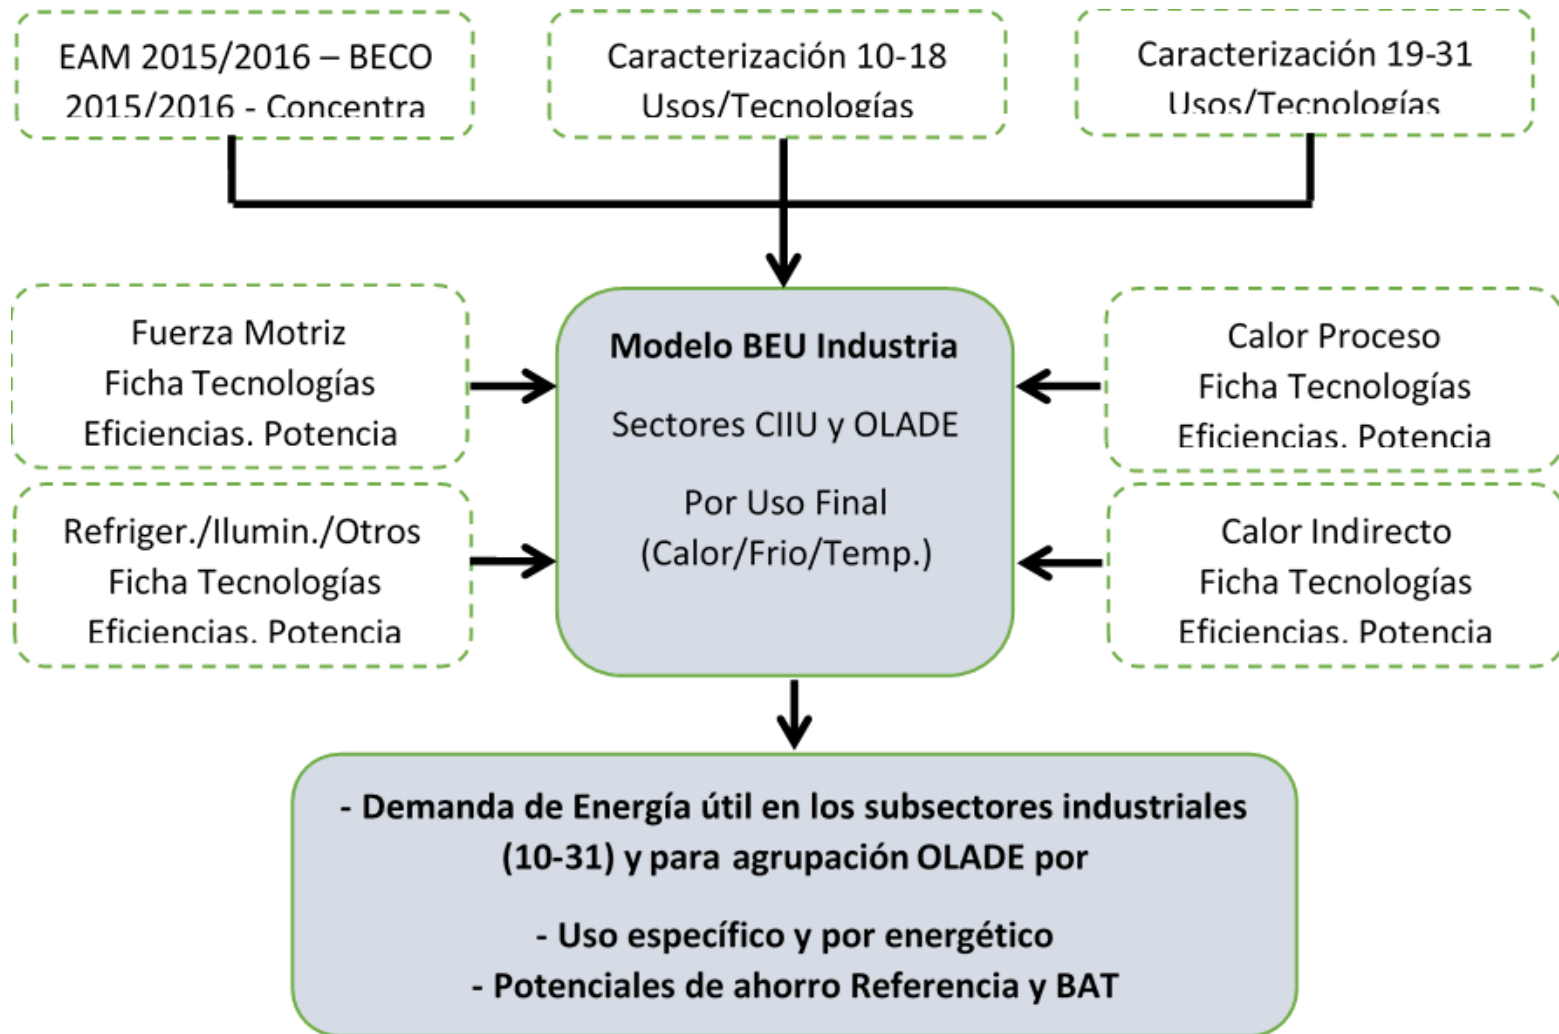 EAM 2015/2016 – BECO
2015/2016 - Concentra
Caracterización 10-18
Usos/Tecnologías
Caracterización 19-31
Usos/Tecnologías
Fuerza Motriz
Ficha Tecnologías
Eficiencias. Potencia
Modelo BEU Industria
Sectores CIIU y OLADE
Por Uso Final
(Calor/Frio/Temp.)
Calor Proceso
Ficha Tecnologías
Eficiencias. Potencia
Refriger./Ilumin./Otros
Ficha Tecnologías
Eficiencias. Potencia
Calor Indirecto
Ficha Tecnologías
Eficiencias. Potencia
- Demanda de Energía útil en los subsectores industriales
(10-31) y para agrupación OLADE por
- Uso específico y por energético
- Potenciales de ahorro Referencia y BAT